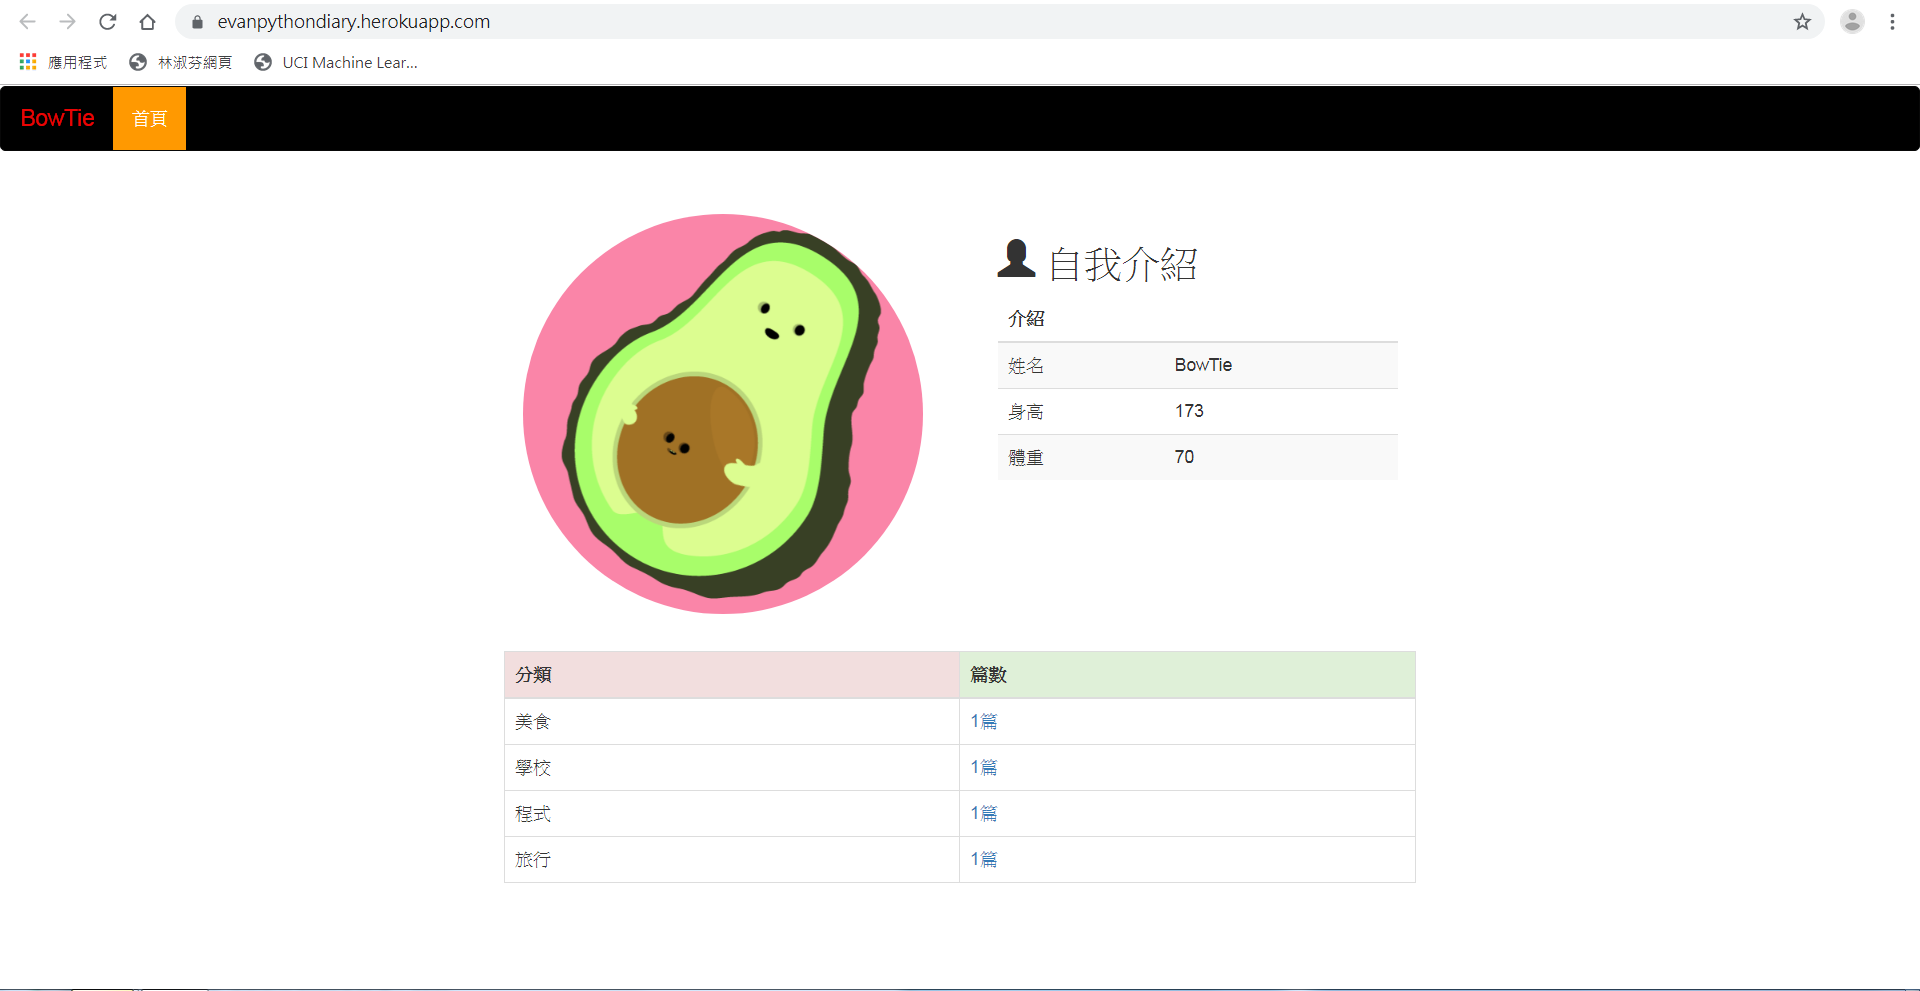 evanpythondiary.herokuapp.com
應用程式 林淑芬網頁 UCI Machine Lear...
BowTie 首頁
自我介紹
介紹
姓名 BowTie
身高 173
體重 70
分類 篇數
美食 1篇
學校 1篇
程式 1篇
旅行 1篇